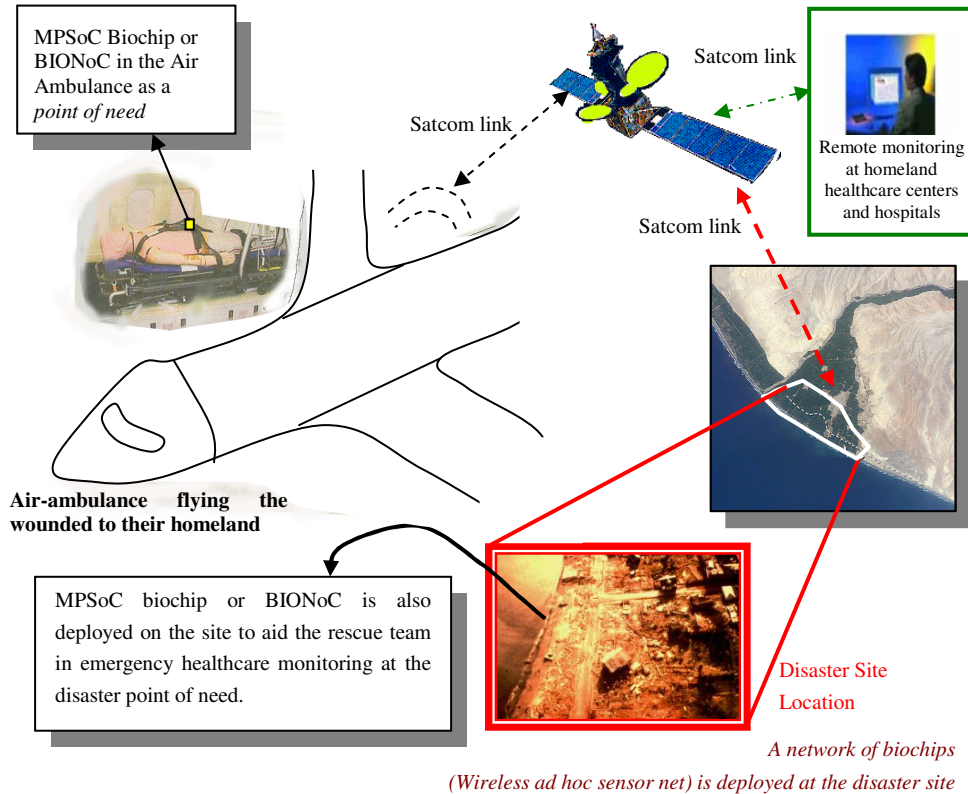 MPSoC Biochip or
BIONoC in the Air
Ambulance as a
point of need
Satcom link
Satcom link
Remote monitoring
at homeland
healthcare centers
and hospitals
Satcom link
Air-ambulance flying the
wounded to their homeland
MPSoC biochip or BIONoC is also
deployed on the site to aid the rescue team
in emergency healthcare monitoring at the
disaster point of need.
Disaster Site
Location
A network of biochips
(Wireless ad hoc sensor net) is deployed at the disaster site